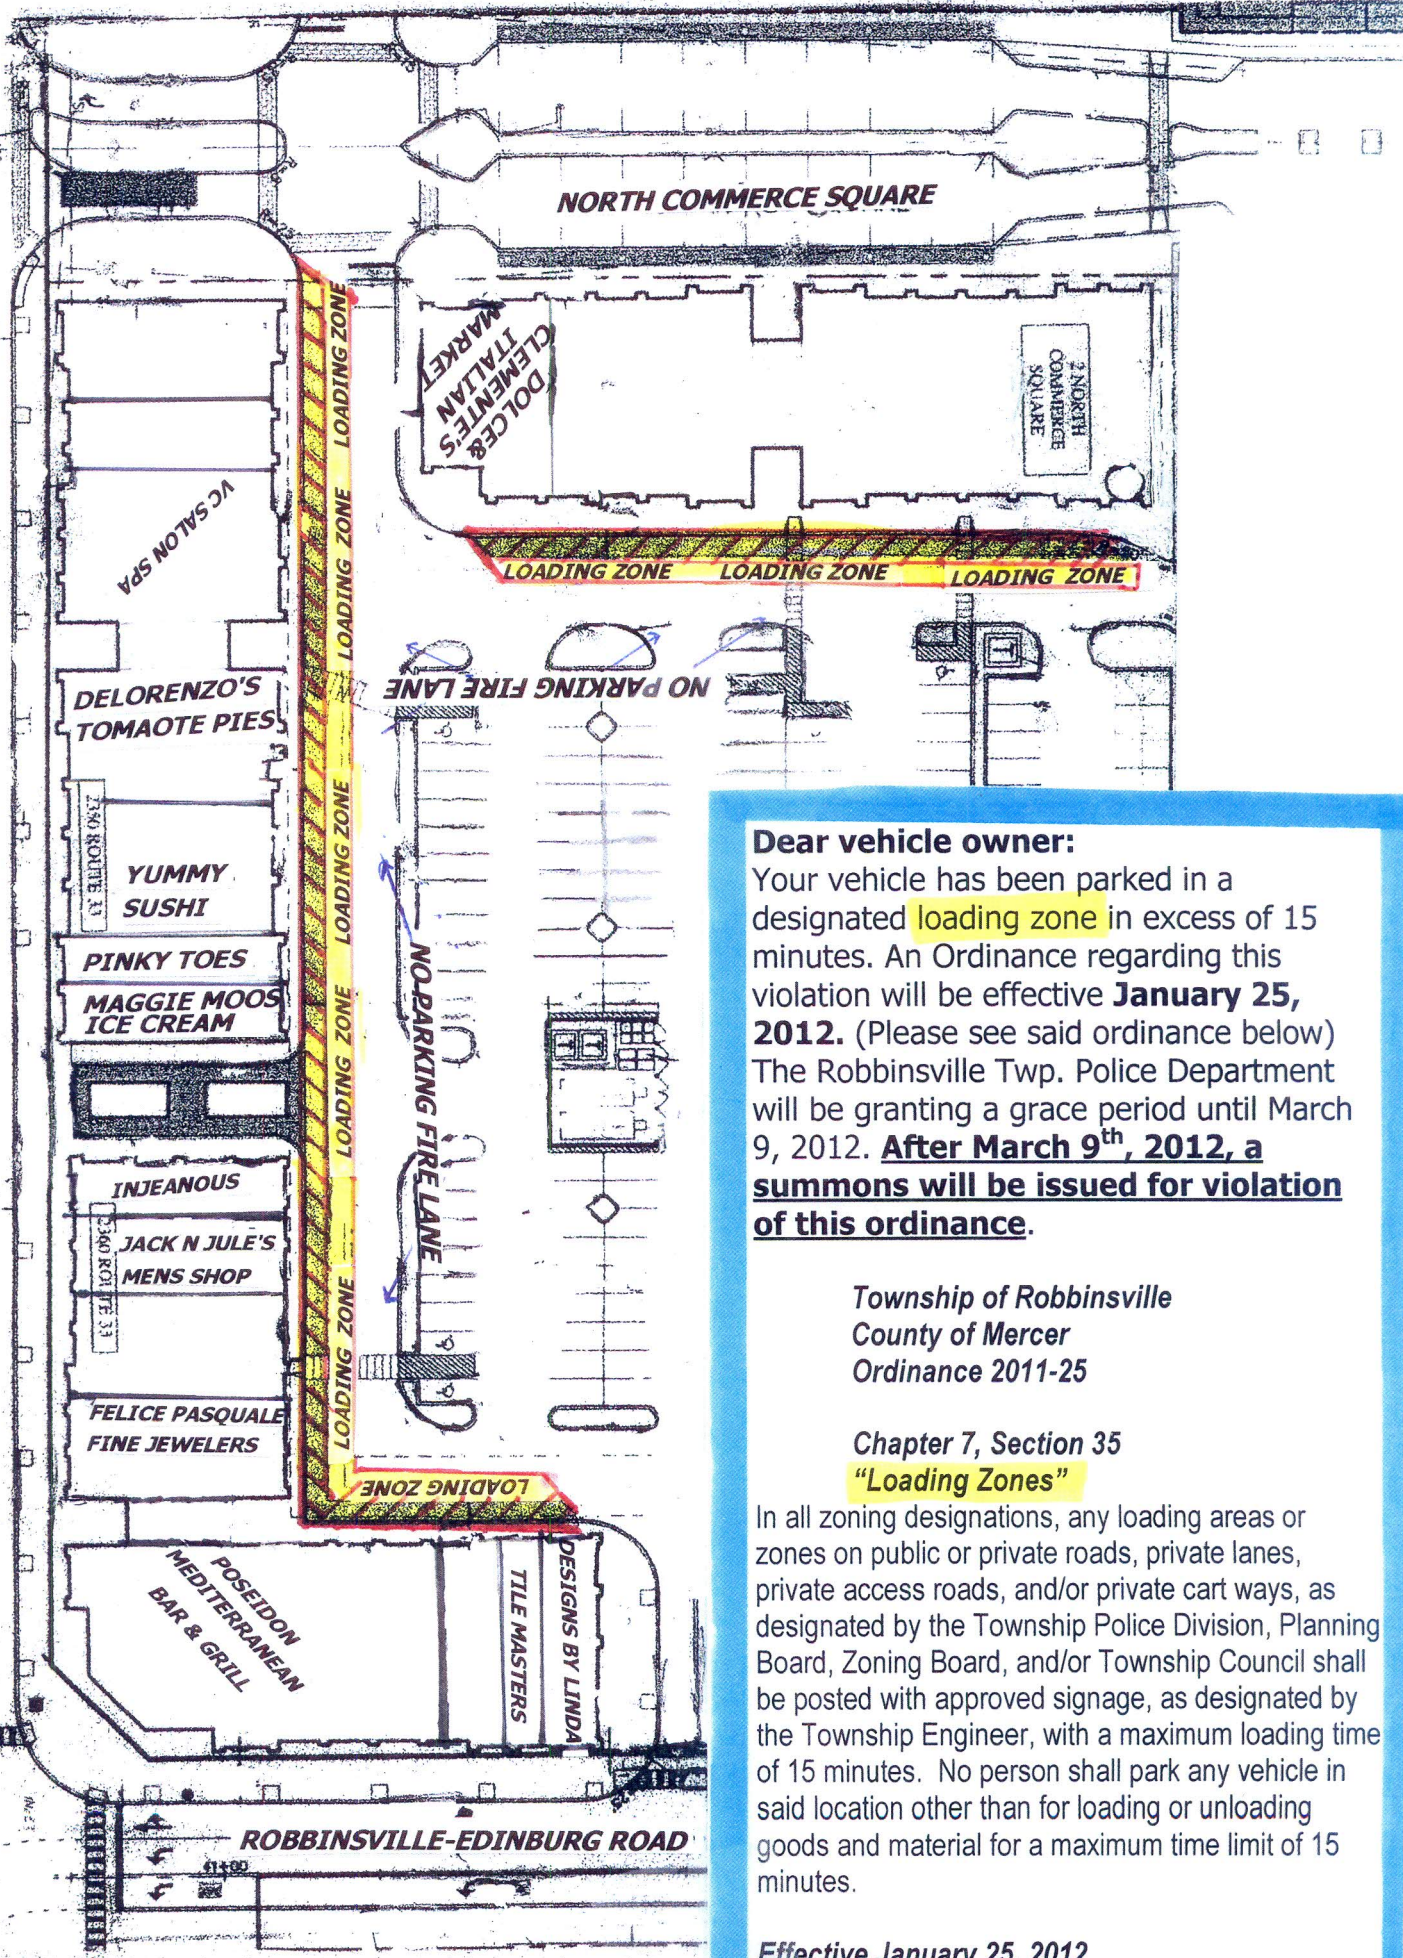 NORTH COMMERCE SQUARE
LOADING ZONE
LOADING ZONE
LOADING ZONE
LOADING ZONE
LOADING ZONE
LOADING ZONE
DOLCE&
CLEMENTE'S
ITALIAN
MARKET
2 NORTH
COMMERCE
SQUARE
LOADING ZONE LOADING ZONE LOADING ZONE
VC SALON SPA
NO PARKING FIRE LANE
DELORENZO'S
TOMAOTE PIES
2350 ROUTE 33
YUMMY
SUSHI
PINKY TOES
MAGGIE MOOS
ICE CREAM
NO PARKING FIRE LANE
INJEANOUS
2360 ROUTE 33
JACK N JULE'S
MENS SHOP
FELICE PASQUALE
FINE JEWELERS
LOADING ZONE
POSEIDON
MEDITERRANEAN
BAR & GRILL
TILE MASTERS
DESIGNS BY LINDA
ROBBINSVILLE-EDINBURG ROAD
41+00
Dear vehicle owner:
Your vehicle has been parked in a
designated loading zone in excess of 15
minutes. An Ordinance regarding this
violation will be effective January 25,
2012. (Please see said ordinance below)
The Robbinsville Twp. Police Department
will be granting a grace period until March
9, 2012. After March 9th, 2012, a
summons will be issued for violation
of this ordinance.
Township of Robbinsville
County of Mercer
Ordinance 2011-25
Chapter 7, Section 35
“Loading Zones”
In all zoning designations, any loading areas or
zones on public or private roads, private lanes,
private access roads, and/or private cart ways, as
designated by the Township Police Division, Planning
Board, Zoning Board, and/or Township Council shall
be posted with approved signage, as designated by
the Township Engineer, with a maximum loading time
of 15 minutes. No person shall park any vehicle in
said location other than for loading or unloading
goods and material for a maximum time limit of 15
minutes.
Effective January 25, 2012